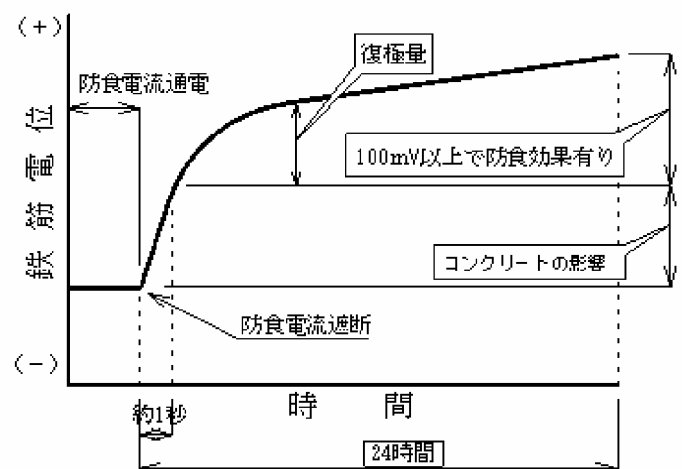 (+)
復極量
防食電流通電
100mV以上で防食効果有り
鉄筋電位
コンクリートの影響
防食電流遮断
(-)
約1秒
時間
24時間